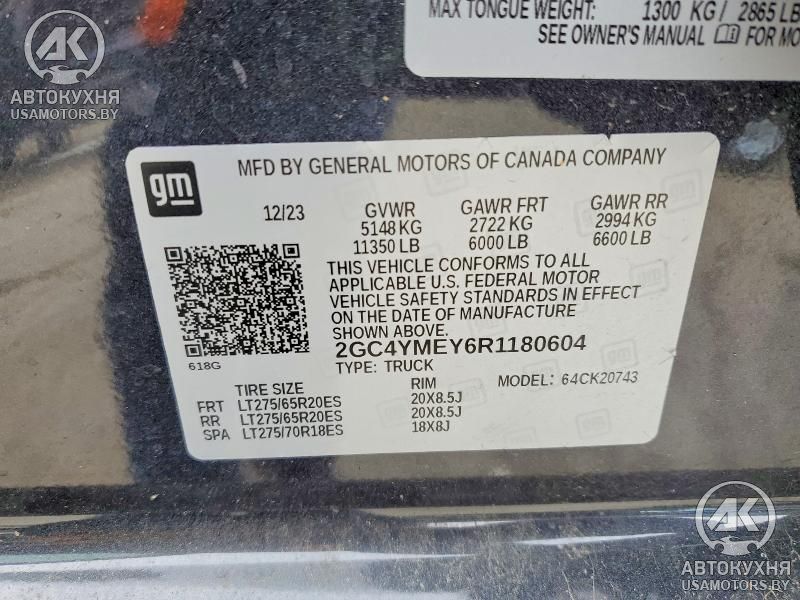 MAX TONGUE WEIGHT: 1300 KG / 2865 LB
SEE OWNER'S MANUAL FOR MO
AK
АВТОКУХНЯ
USAMOTORS.BY
gm
MFD BY GENERAL MOTORS OF CANADA COMPANY
12/23 GVWR GAWR FRT GAWR RR
5148 KG 2722 KG 2994 KG
11350 LB 6000 LB 6600 LB
THIS VEHICLE CONFORMS TO ALL
APPLICABLE U.S. FEDERAL MOTOR
VEHICLE SAFETY STANDARDS IN EFFECT
ON THE DATE OF MANUFACTURE
SHOWN ABOVE.
2GC4YMEY6R1180604
618G
TYPE: TRUCK MODEL: 64CK20743
TIRE SIZE RIM
FRT LT275/65R20ES 20X8.5J
RR LT275/65R20ES 20X8.5J
SPA LT275/70R18ES 18X8J
AK
АВТОКУХНЯ
USAMOTORS.BY